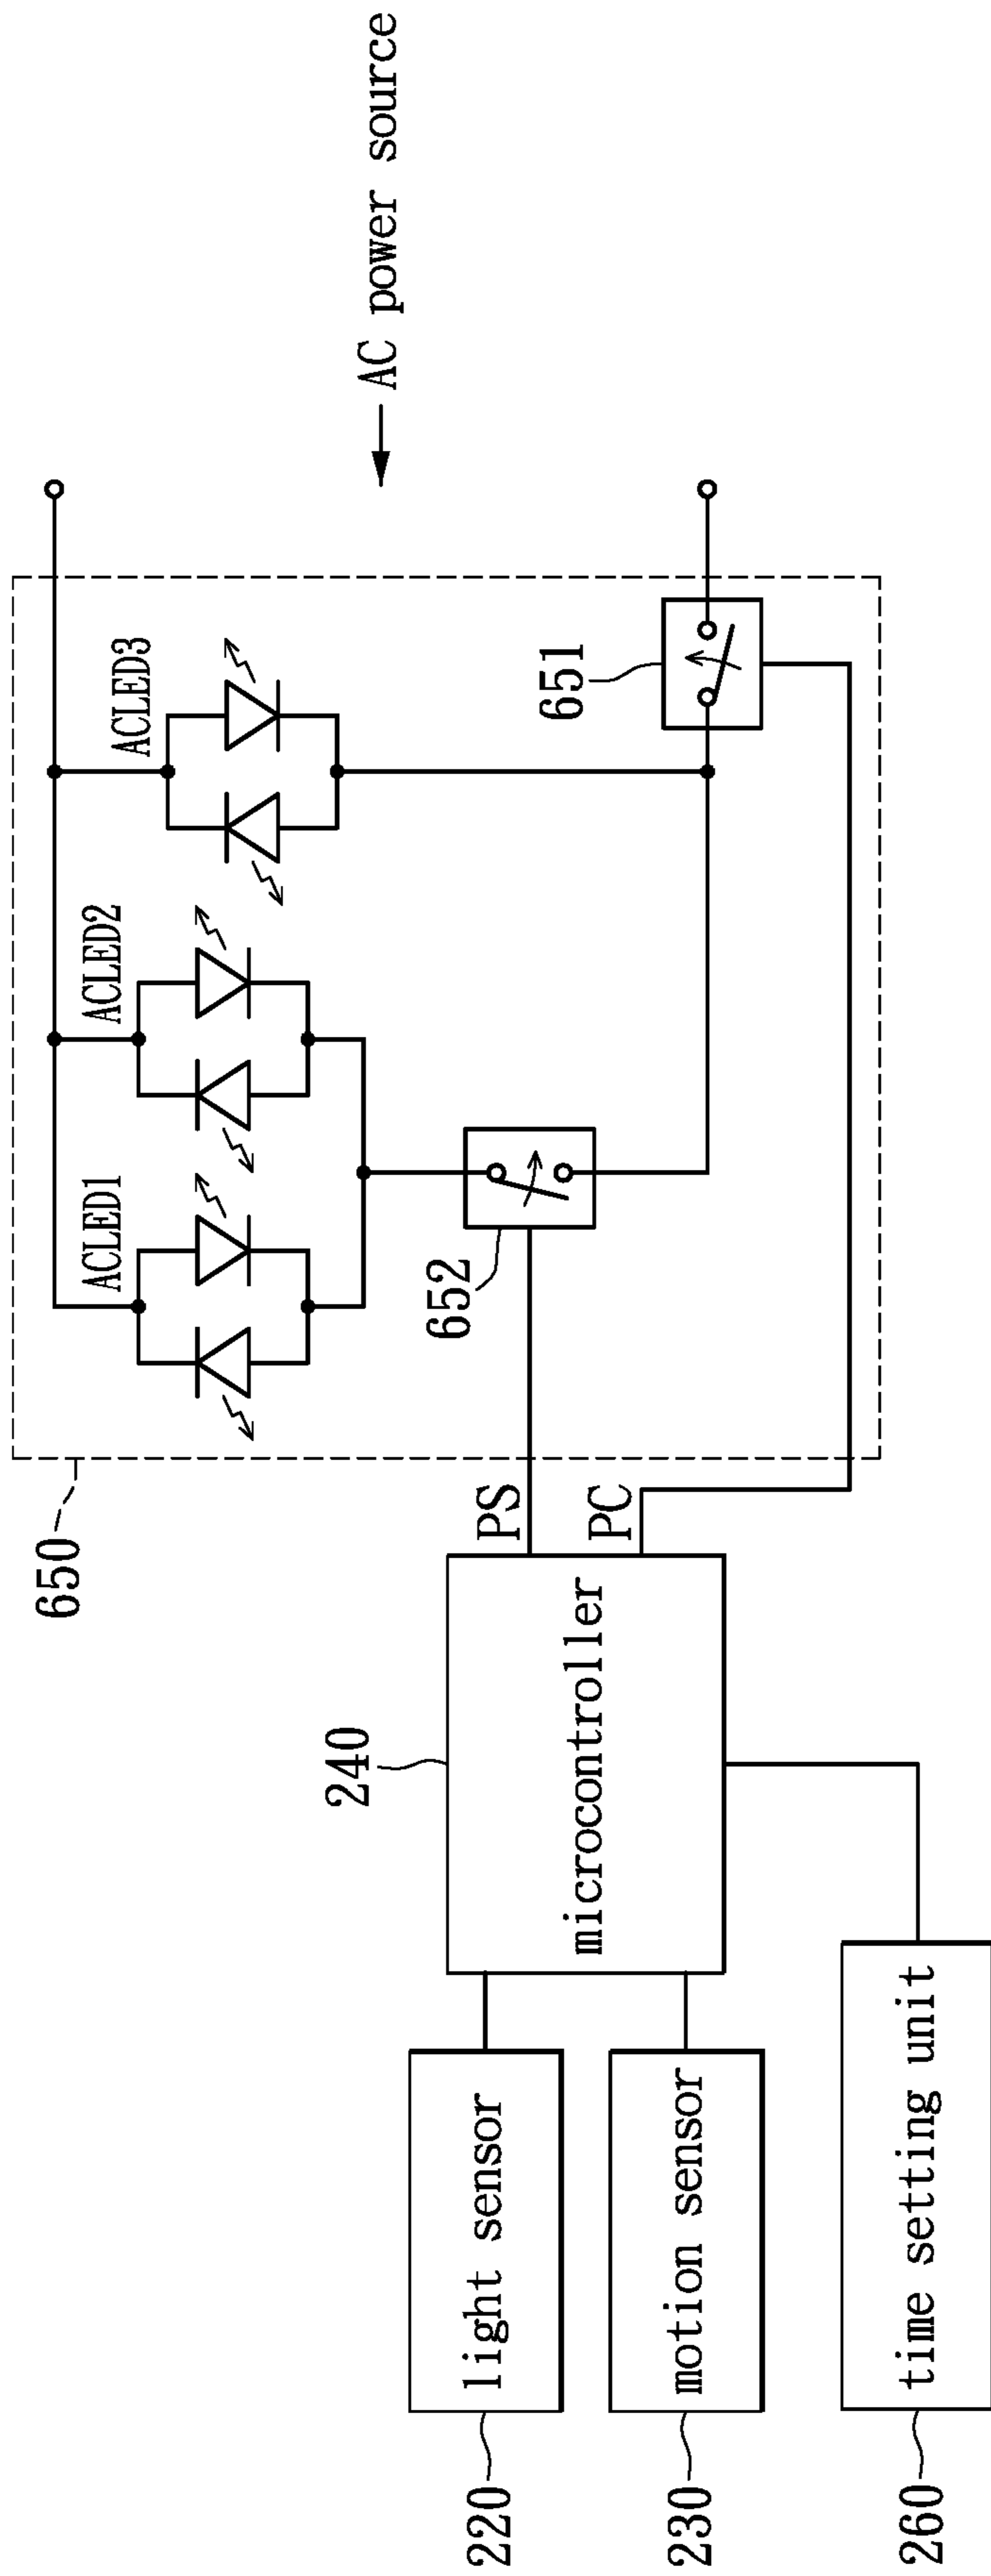 650
ACLED1
ACLED2
ACLED3
AC power source
652
651
PS
PC
240
microcontroller
220
light sensor
230
motion sensor
260
time setting unit